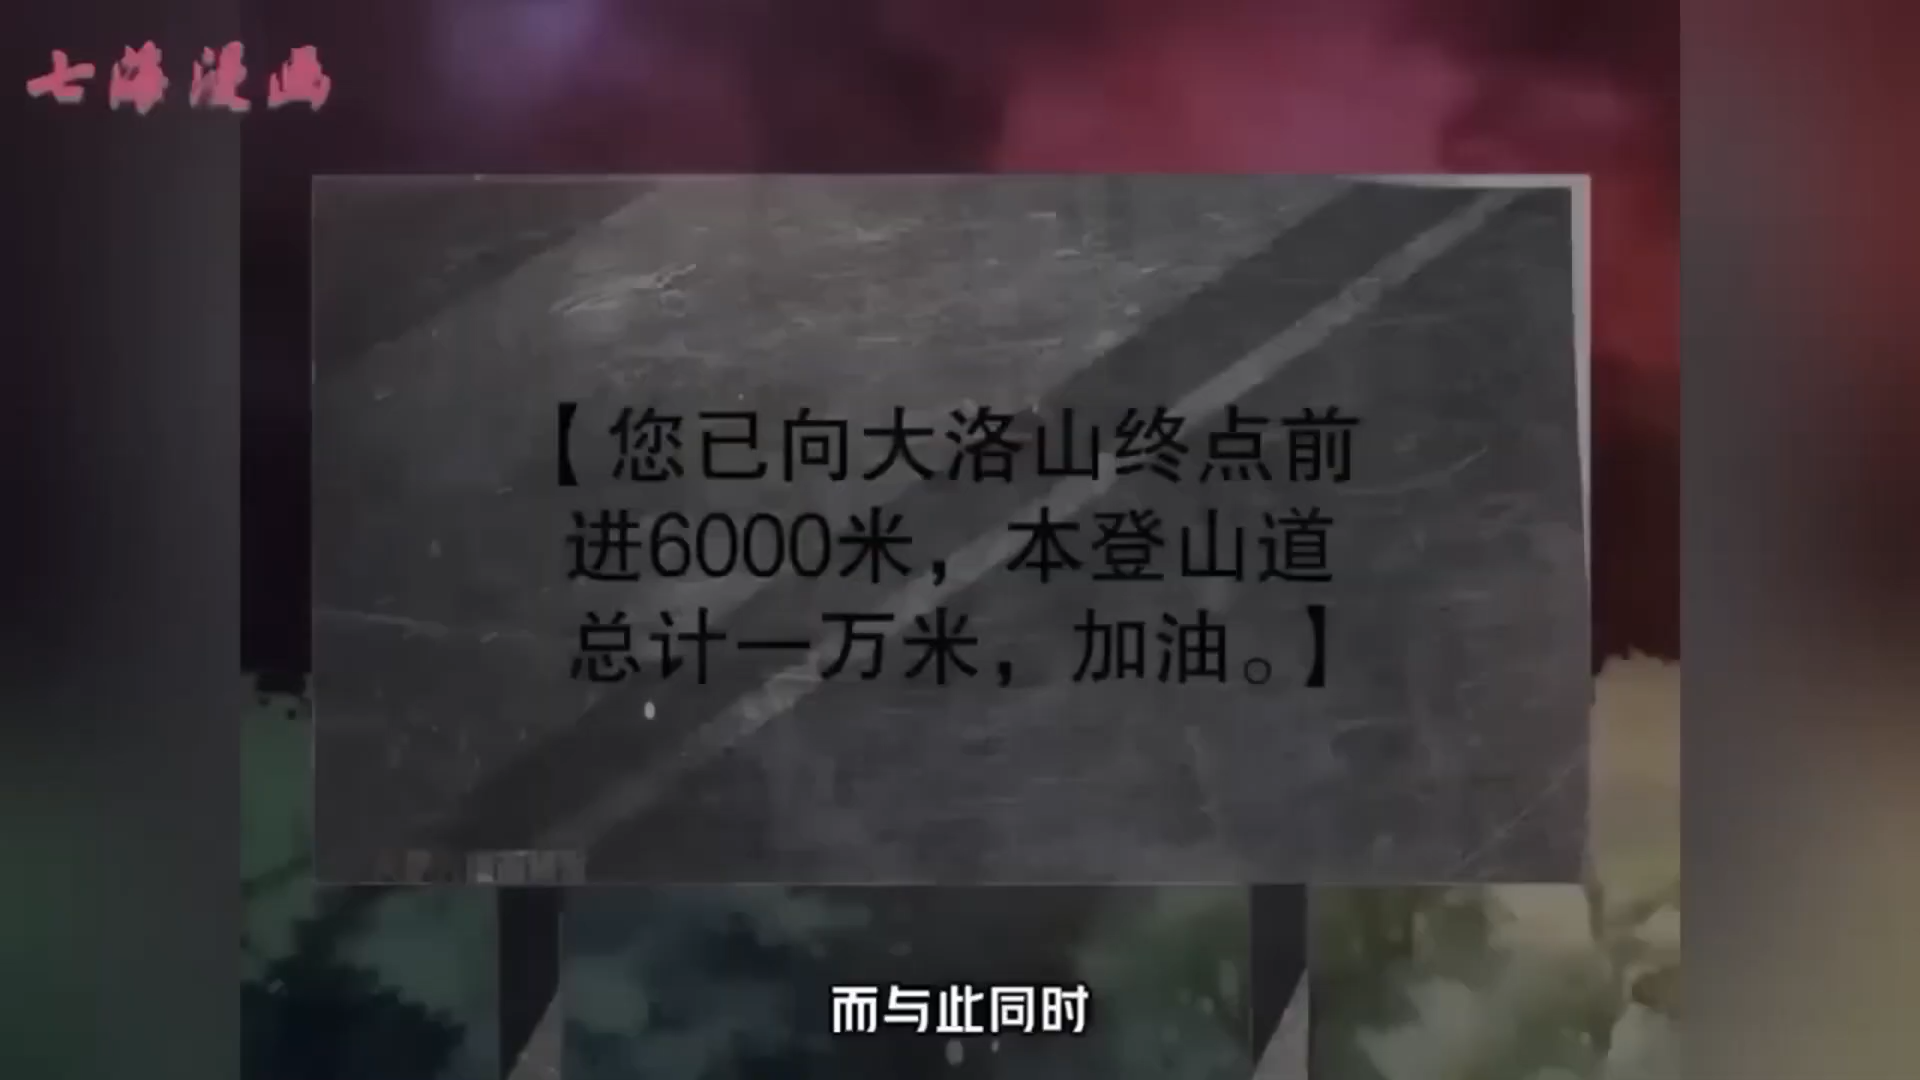 七海漫画
【您已向大洛山终点前
进6000米，本登山道
总计一万米，加油。】
而与此同时